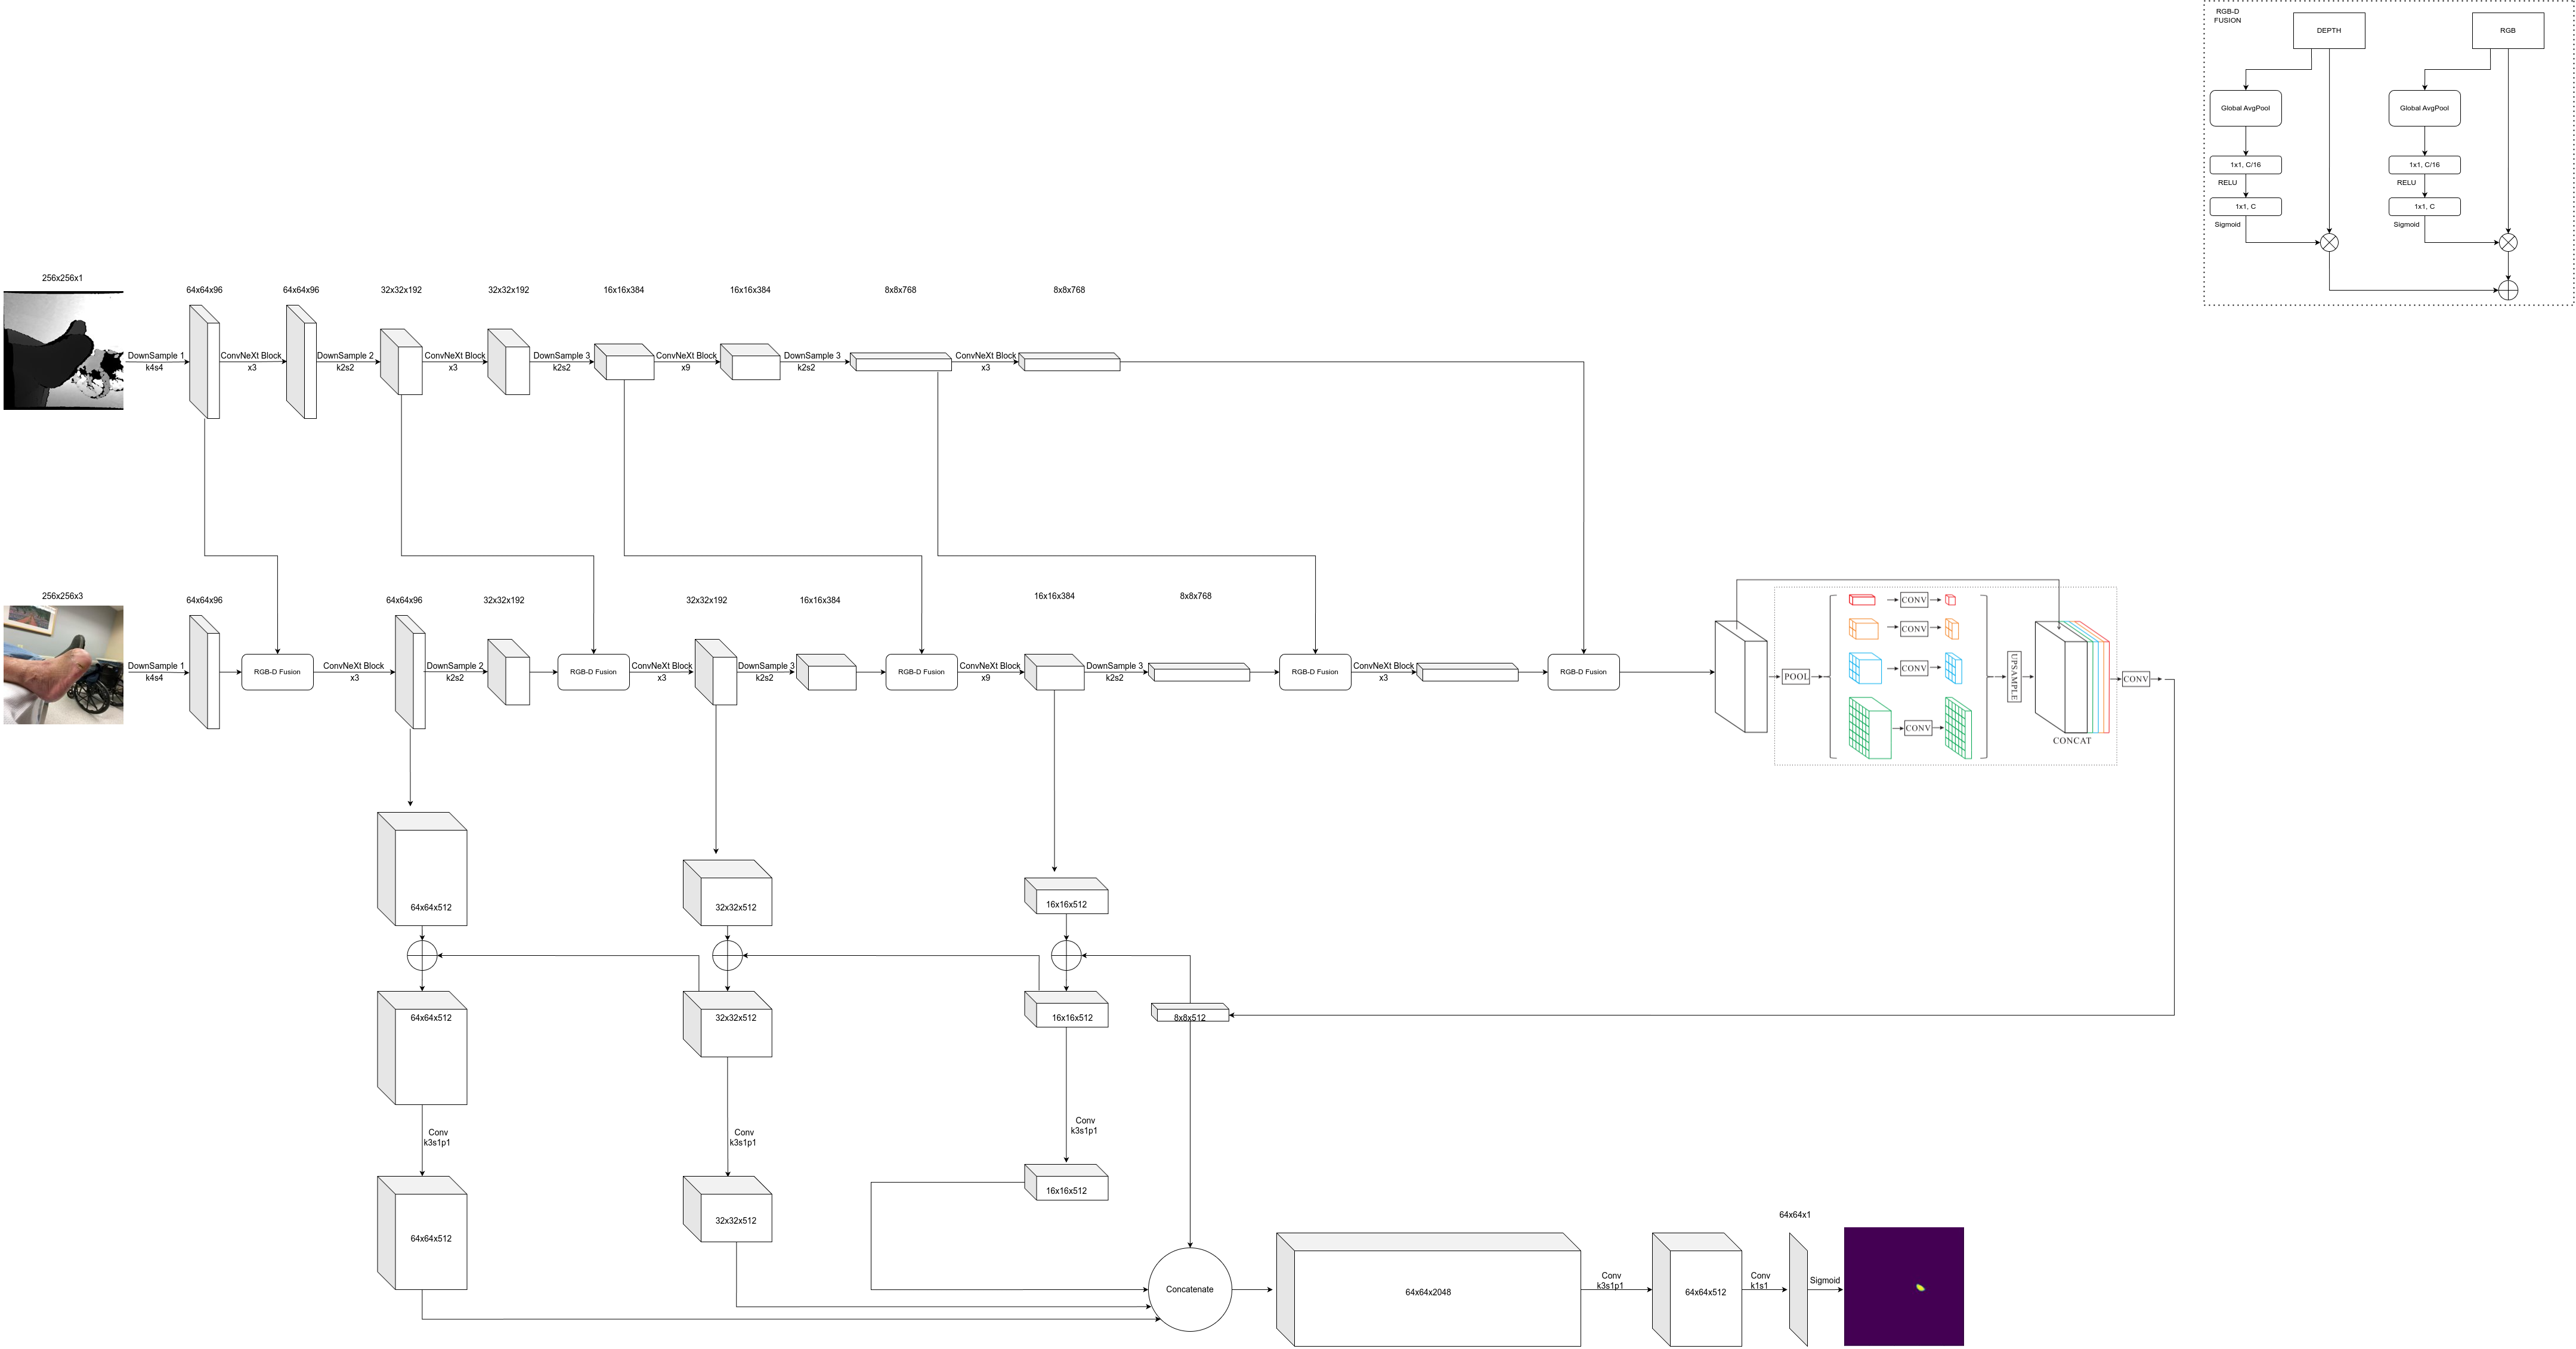 RGB-D
FUSION
DEPTH
RGB
Global AvgPool
Global AvgPool
1x1, C/16
1x1, C/16
RELU
RELU
1x1, C
1x1, C
Sigmoid
Sigmoid
256x256x1
64x64x96
64x64x96
32x32x192
32x32x192
16x16x384
16x16x384
8x8x768
8x8x768
DownSample 1
k4s4
ConvNeXt Block
x3
DownSample 2
k2s2
ConvNeXt Block
x3
DownSample 3
k2s2
ConvNeXt Block
x9
DownSample 3
k2s2
ConvNeXt Block
x3
256x256x3
64x64x96
64x64x96
32x32x192
32x32x192
16x16x384
16x16x384
8x8x768
DownSample 1
k4s4
RGB-D Fusion
ConvNeXt Block
x3
DownSample 2
k2s2
RGB-D Fusion
ConvNeXt Block
x3
DownSample 3
k2s2
RGB-D Fusion
ConvNeXt Block
x9
DownSample 3
k2s2
RGB-D Fusion
ConvNeXt Block
x3
RGB-D Fusion
POOL
CONV
CONV
CONV
CONV
UPSAMPLE
CONCAT
CONV
64x64x512
32x32x512
16x16x512
64x64x512
32x32x512
16x16x512
8x8x512
Conv
k3s1p1
Conv
k3s1p1
Conv
k3s1p1
64x64x512
32x32x512
16x16x512
Concatenate
64x64x2048
Conv
k3s1p1
64x64x512
Conv
k1s1
64x64x1
Sigmoid